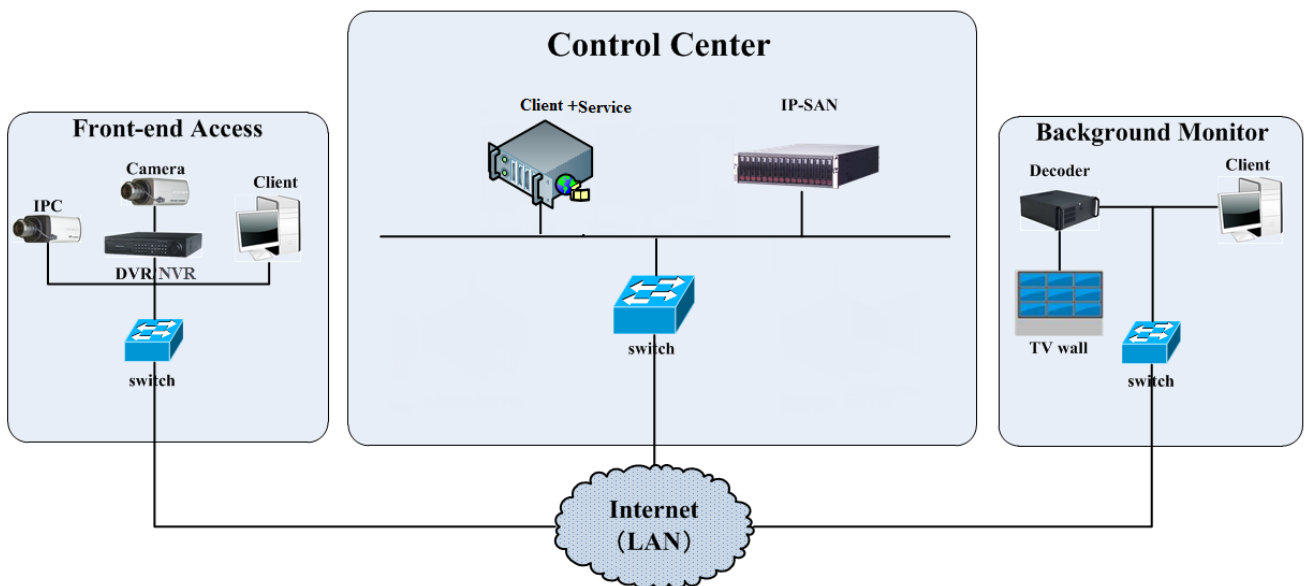 Control Center
Client +Service
IP-SAN
switch
Front-end Access
Camera
Client
IPC
DVR/NVR
switch
Background Monitor
Decoder
Client
TV wall
switch
Internet
（LAN）